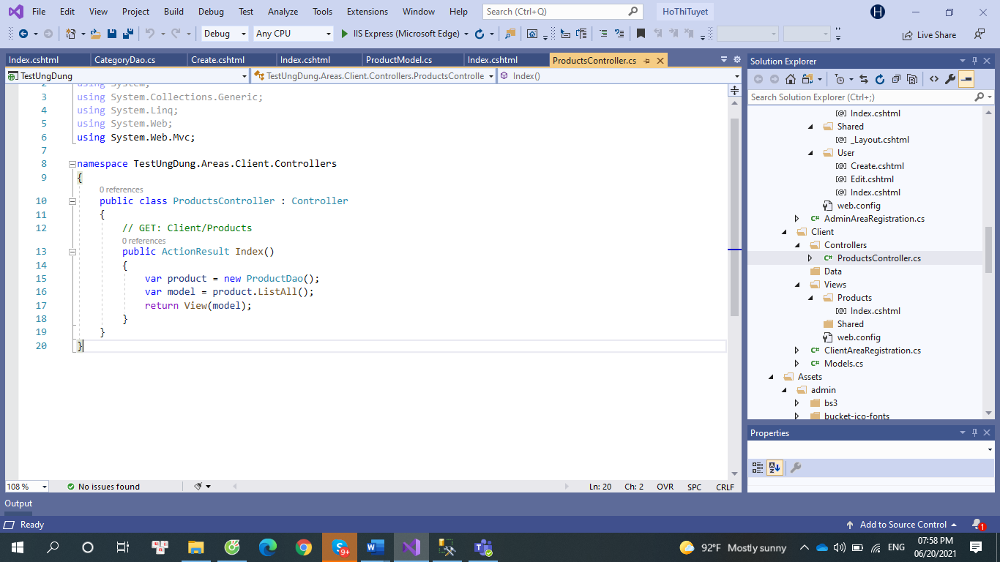 File Edit View Project Build Debug Test Analyze Tools Extensions Window Help Search (Ctrl+Q) HoThiTuyet H
Debug Any CPU IIS Express (Microsoft Edge) Live Share
Index.cshtml CategoryDao.cs Create.cshtml Index.cshtml ProductModel.cs Index.cshtml ProductsController.cs
TestUngDung TestUngDung.Areas.Client.Controllers.ProductsControlle Index()
2 using System;
3 using System.Collections.Generic;
4 using System.Linq;
5 using System.Web;
6 using System.Web.Mvc;
7
8 namespace TestUngDung.Areas.Client.Controllers
9 {
0 references
10 public class ProductsController : Controller
11 {
12 // GET: Client/Products
0 references
13 public ActionResult Index()
14 {
15 var product = new ProductDao();
16 var model = product.ListAll();
17 return View(model);
18 }
19 }
20 }
108 % No issues found Ln: 20 Ch: 2 OVR SPC CRLF
Solution Explorer
Search Solution Explorer (Ctrl+;)
Index.cshtml
Shared
_Layout.cshtml
User
Create.cshtml
Edit.cshtml
Index.cshtml
web.config
C# AdminAreaRegistration.cs
Client
Controllers
C# ProductsController.cs
Data
Views
Products
Index.cshtml
Shared
web.config
C# ClientAreaRegistration.cs
C# Models.cs
Assets
admin
bs3
bucket-ico-fonts
Properties
Output
Ready Add to Source Control 1
9+ 92°F Mostly sunny ENG 07:58 PM
06/20/2021